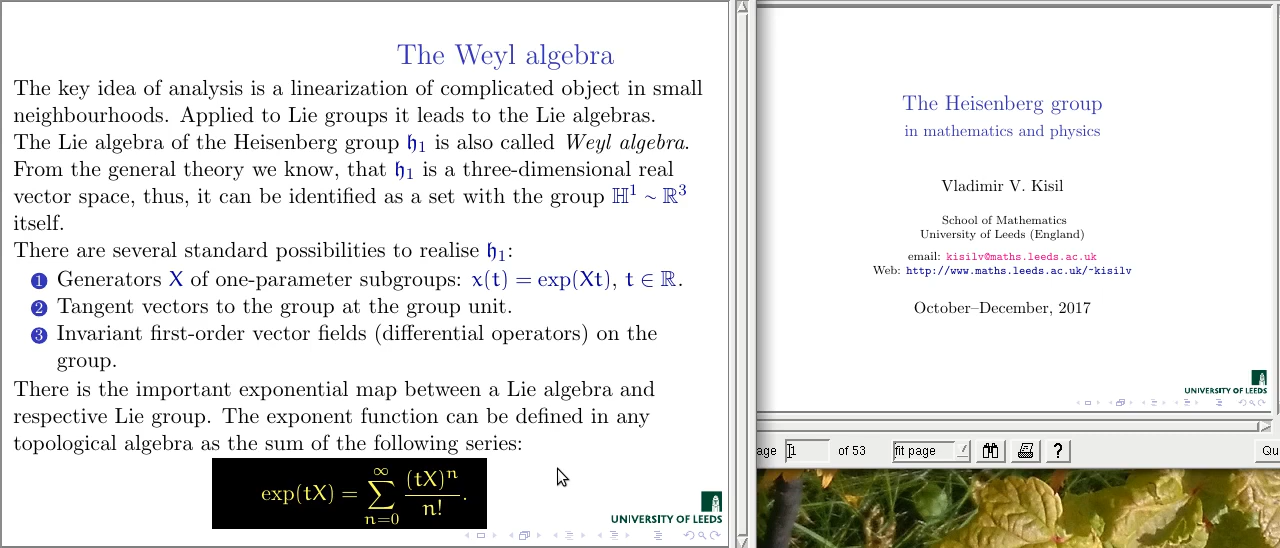 The Weyl algebra
The key idea of analysis is a linearization of complicated object in small
neighbourhoods. Applied to Lie groups it leads to the Lie algebras.
The Lie algebra of the Heisenberg group 𝔥₁ is also called Weyl algebra.
From the general theory we know, that 𝔥₁ is a three-dimensional real
vector space, thus, it can be identified as a set with the group ℍ¹ ~ ℝ³
itself.
There are several standard possibilities to realise 𝔥₁:
1 Generators X of one-parameter subgroups: x(t) = exp(Xt), t ∈ ℝ.
2 Tangent vectors to the group at the group unit.
3 Invariant first-order vector fields (differential operators) on the
group.
There is the important exponential map between a Lie algebra and
respective Lie group. The exponent function can be defined in any
topological algebra as the sum of the following series:
exp(tX) = ∑_{n=0}^{∞} (tX)ⁿ / n! .
UNIVERSITY OF LEEDS
The Heisenberg group
in mathematics and physics
Vladimir V. Kisil
School of Mathematics
University of Leeds (England)
email: kisilv@maths.leeds.ac.uk
Web: http://www.maths.leeds.ac.uk/~kisilv
October–December, 2017
UNIVERSITY OF LEEDS
age 1 of 53 fit page ? Qu